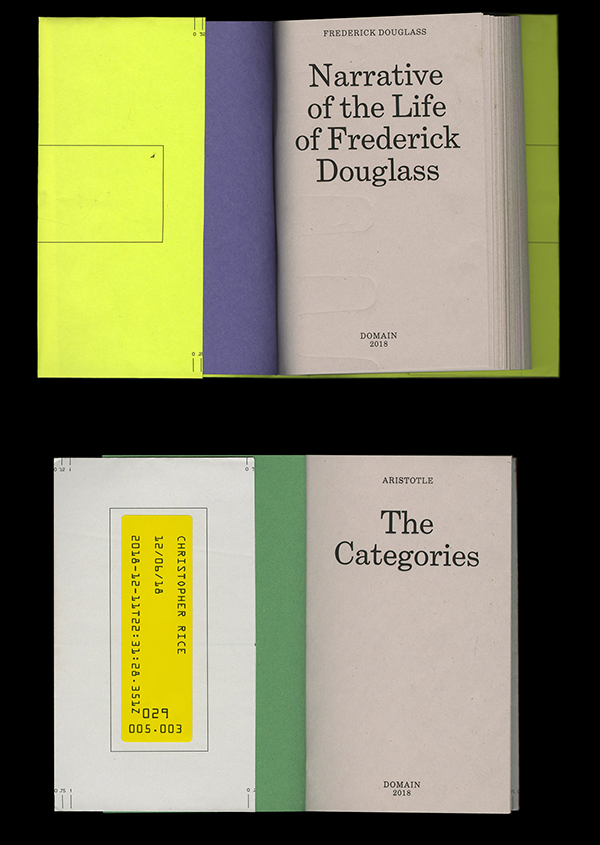 FREDERICK DOUGLASS
Narrative
of the Life
of Frederick
Douglass
DOMAIN
2018
CHRISTOPHER RICE
12/06/18
2018-12-11T22:31:28.351Z
029
005.003
ARISTOTLE
The
Categories
DOMAIN
2018